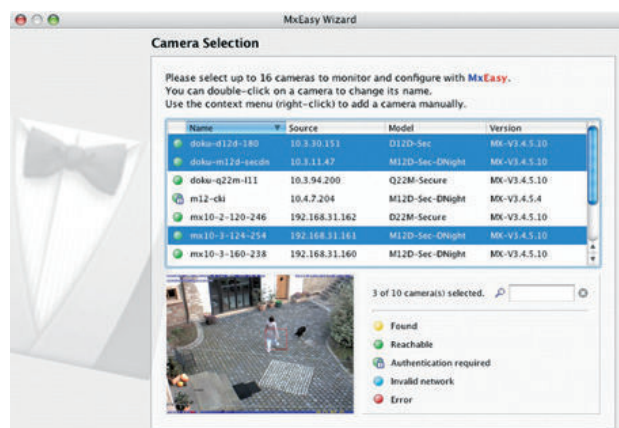 MxEasy Wizard
Camera Selection
Please select up to 16 cameras to monitor and configure with MxEasy.
You can double-click on a camera to change its name.
Use the context menu (right-click) to add a camera manually.
Name Source Model Version
doku-d12d-180 10.3.30.151 D12D-Sec MX-V3.4.5.10
doku-m12d-secdn 10.3.11.47 M12D-Sec-DNight MX-V3.4.5.10
doku-q22m-l11 10.3.94.200 Q22M-Secure MX-V3.4.5.10
m12-cki 10.4.7.204 M12D-Sec-DNight MX-V3.4.5.4
mx10-2-120-246 192.168.31.162 D22M-Secure MX-V3.4.5.10
mx10-3-124-254 192.168.31.161 M12D-Sec-DNight MX-V3.4.5.10
mx10-3-160-238 192.168.31.160 M12D-Sec-DNight MX-V3.4.5.10
3 of 10 camera(s) selected.
Found
Reachable
Authentication required
Invalid network
Error